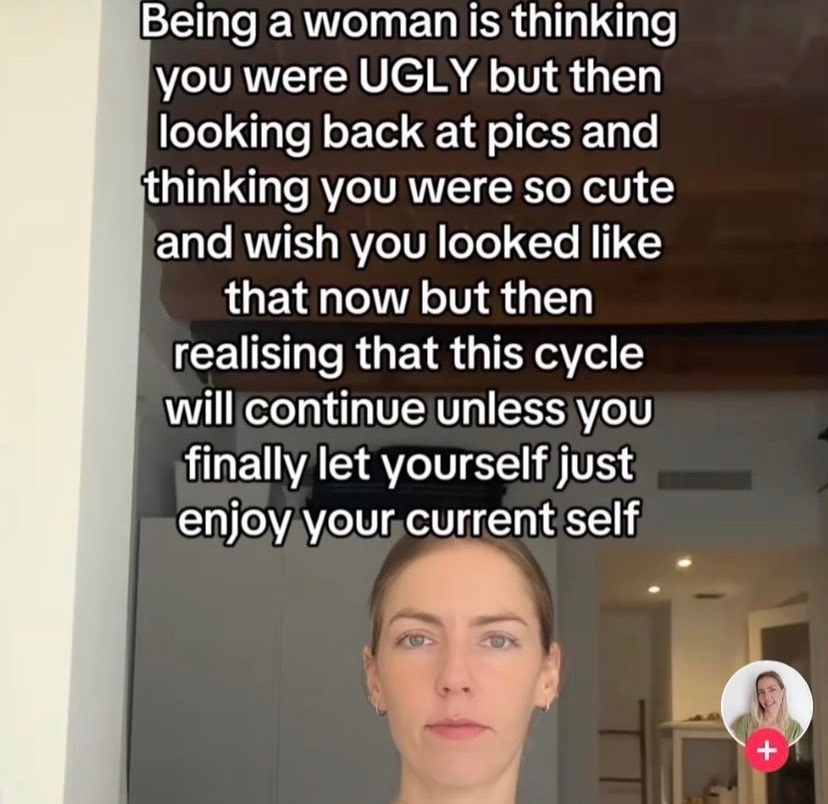 Being a woman is thinking
you were UGLY but then
looking back at pics and
thinking you were so cute
and wish you looked like
that now but then
realising that this cycle
will continue unless you
finally let yourself just
enjoy your current self